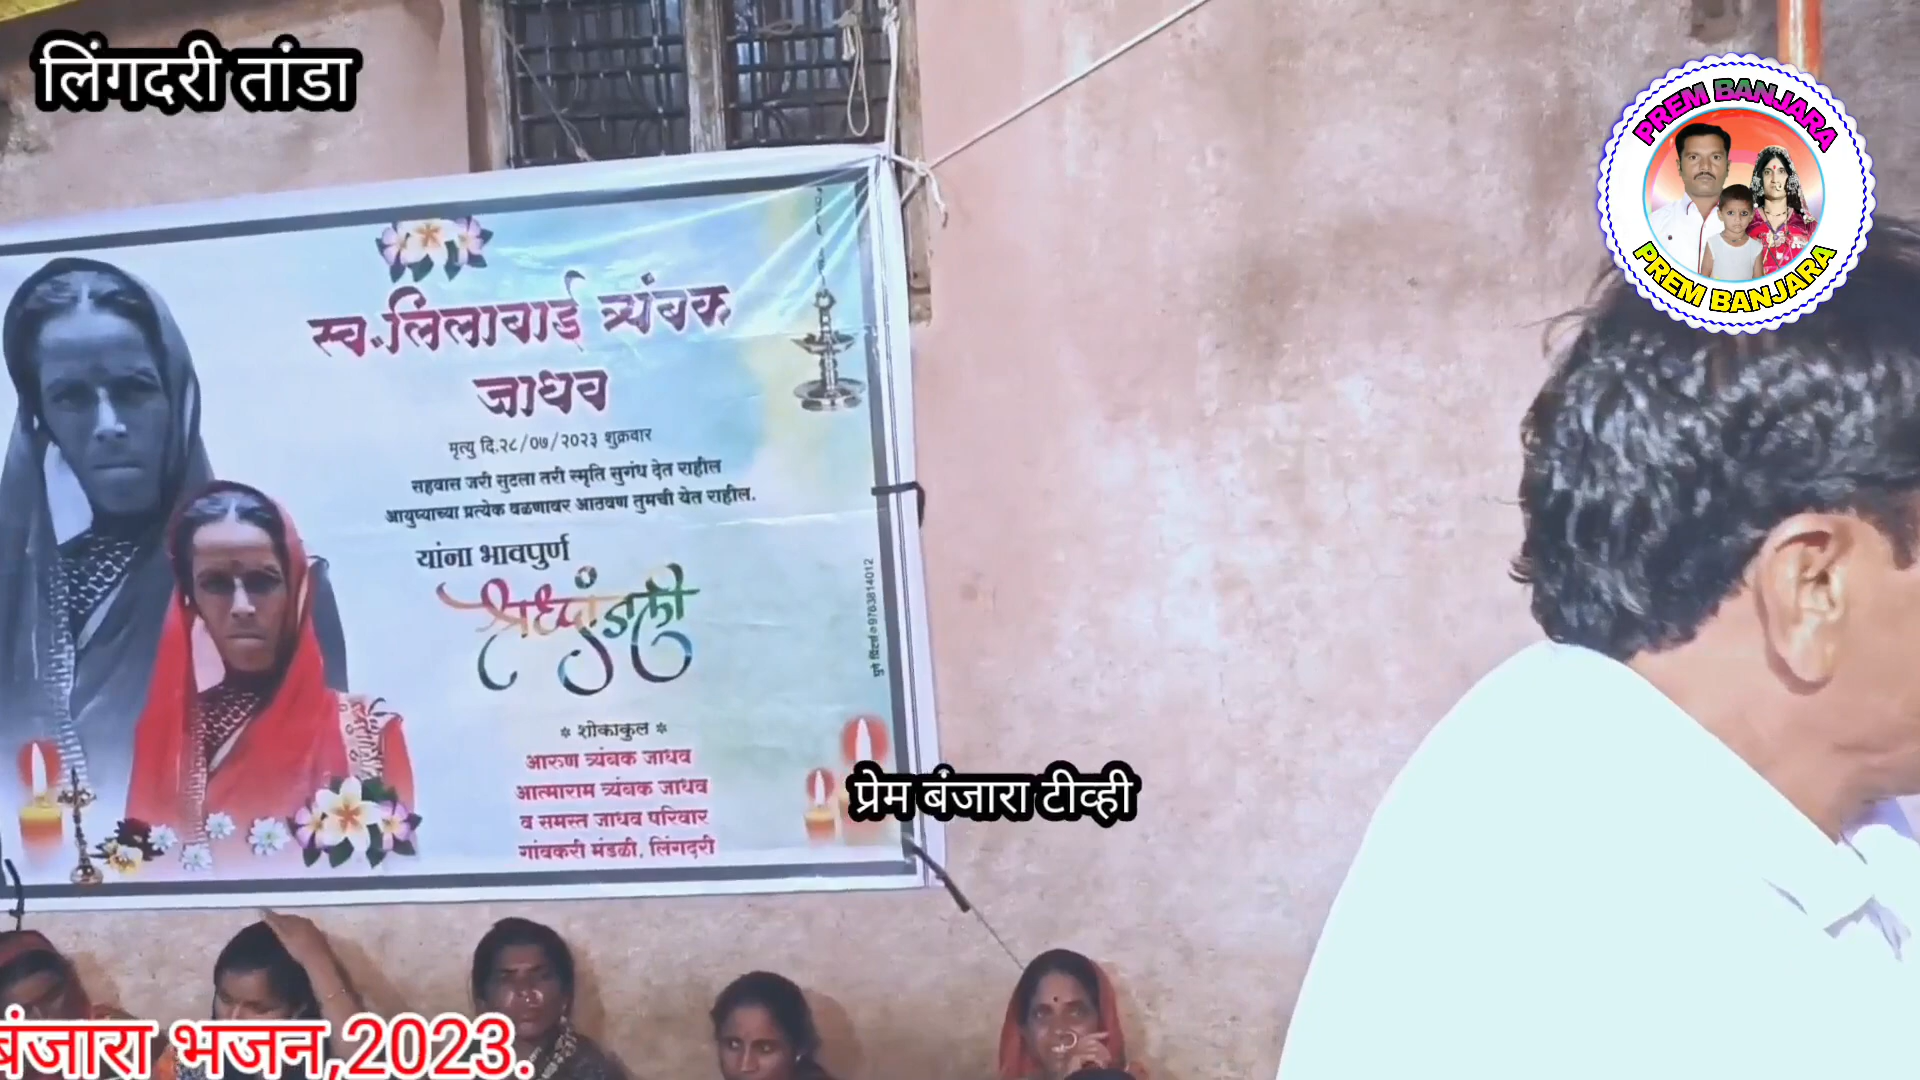 लिंगदरी तांडा
PREM BANJARA
PREM BANJARA
स्व.लिलाबाई त्र्यंबक
जाधव
मृत्यु दि.२८/०७/२०२३ शुक्रवार
सहवास जरी सुटला तरी स्मृति सुगंध देत राहील
आयुष्याच्या प्रत्येक वळणावर आठवण तुमची येत राहील.
यांना भावपुर्ण
श्रध्दांजली
* शोकाकुल *
आरुण त्र्यंबक जाधव
आत्माराम त्र्यंबक जाधव
व समस्त जाधव परिवार
गांवकरी मंडळी. लिंगदरी
प्रेम बंजारा टीव्ही
बंजारा भजन,2023.